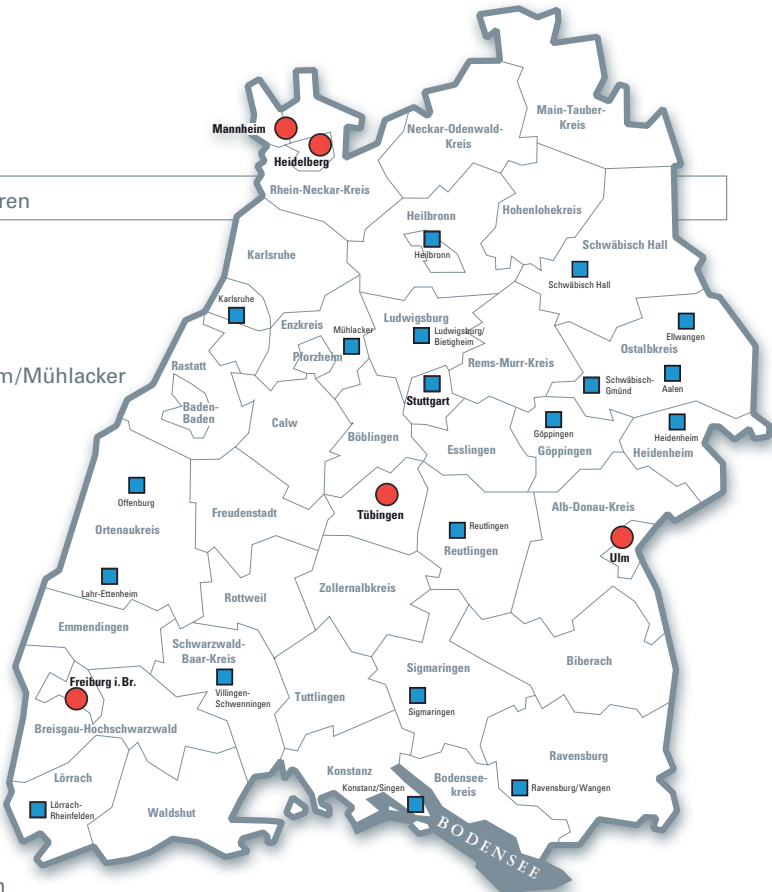 Main-Tauber-
Kreis
Mannheim
Neckar-Odenwald-
Kreis
Heidelberg
Rhein-Neckar-Kreis
ren
Heilbronn
Hohenlohekreis
Heilbronn
Schwäbisch Hall
Karlsruhe
Schwäbisch Hall
Karlsruhe
Enzkreis
Mühlacker
Ludwigsburg
Ludwigsburg/
Bietigheim
Ellwangen
Ostalbkreis
Pforzheim
Rems-Murr-Kreis
Rastatt
m/Mühlacker
Schwäbisch-
Gmünd
Aalen
Stuttgart
Baden-
Baden
Calw
Böblingen
Esslingen
Göppingen
Göppingen
Heidenheim
Heidenheim
Offenburg
Ortenaukreis
Freudenstadt
Tübingen
Reutlingen
Reutlingen
Alb-Donau-Kreis
Ulm
Lahr-Ettenheim
Rottweil
Zollernalbkreis
Emmendingen
Schwarzwald-
Baar-Kreis
Villingen-
Schwenningen
Sigmaringen
Sigmaringen
Biberach
Freiburg i. Br.
Tuttlingen
Breisgau-Hochschwarzwald
Ravensburg
Lörrach
Konstanz
Bodensee-
kreis
Konstanz/Singen
Ravensburg/Wangen
Lörrach-
Rheinfelden
Waldshut
BODENSEE